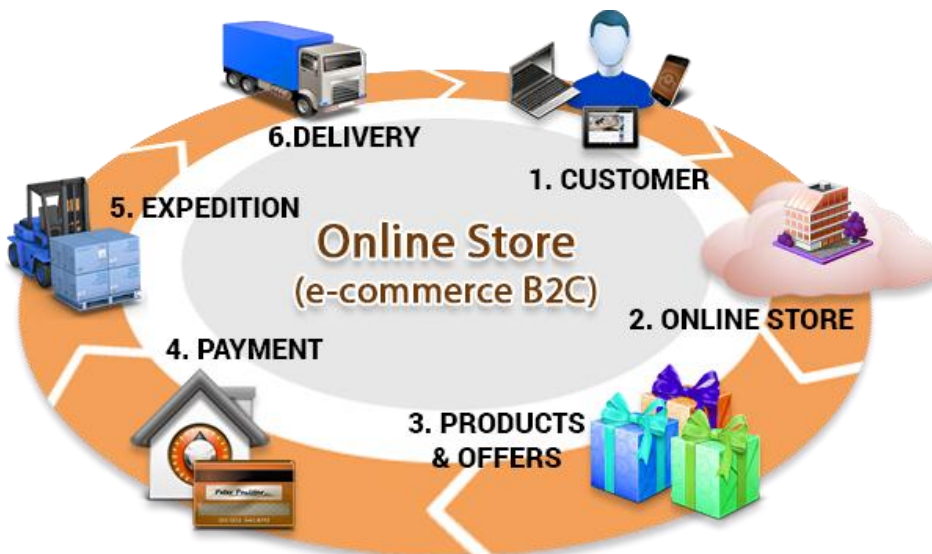 Online Store
(e-commerce B2C)
1. CUSTOMER
2. ONLINE STORE
3. PRODUCTS
& OFFERS
4. PAYMENT
5. EXPEDITION
6.DELIVERY